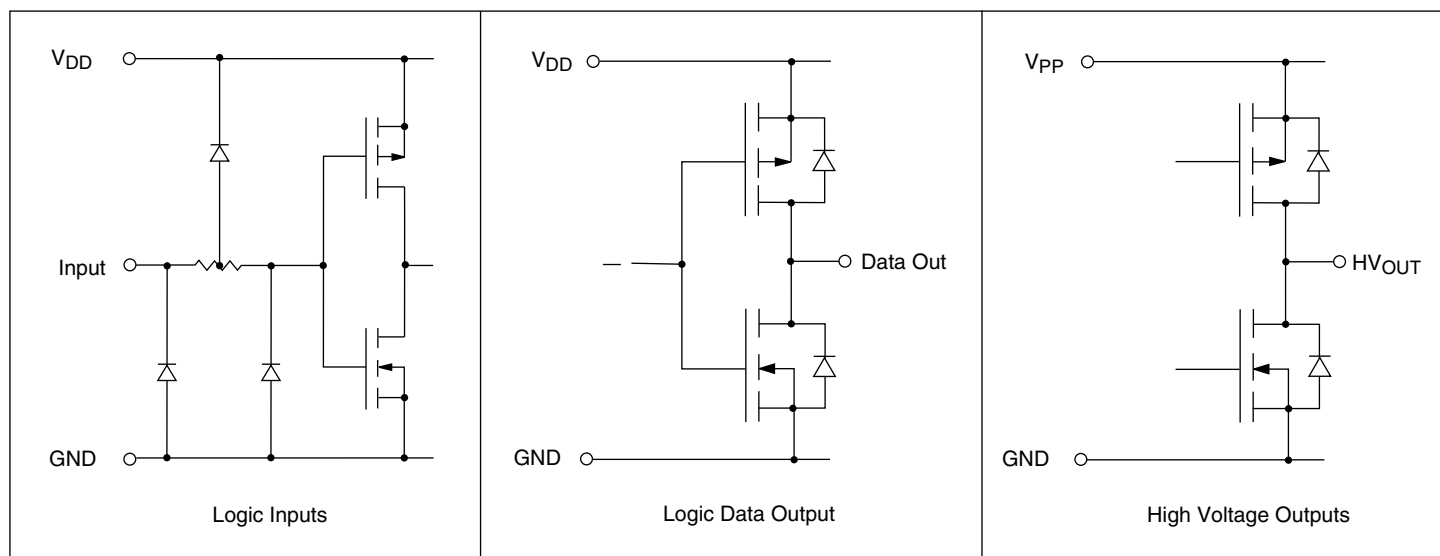 VDD
Input
GND
Logic Inputs
VDD
Data Out
GND
Logic Data Output
VPP
HVOUT
GND
High Voltage Outputs